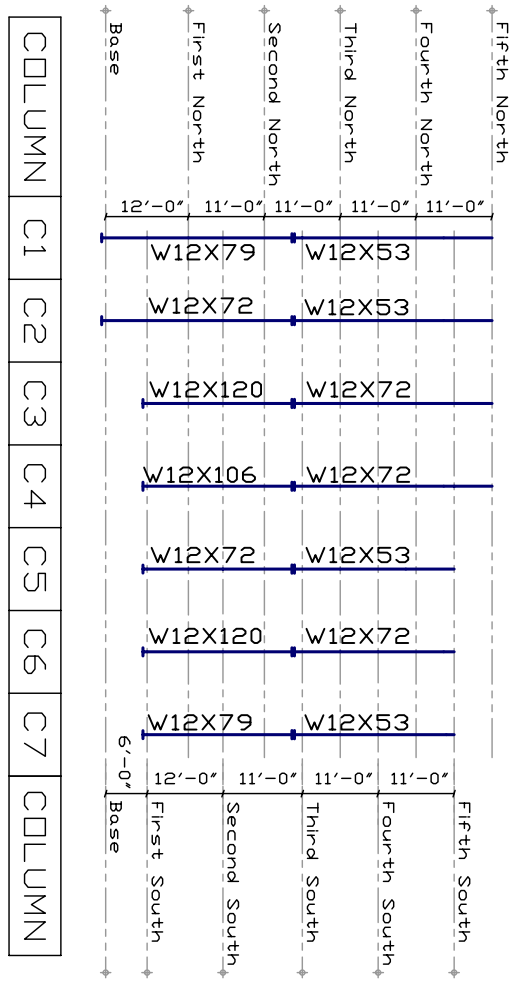 Base
First North
Second North
Third North
Fourth North
Fifth North
12'-0" 11'-0" 11'-0" 11'-0" 11'-0"
COLUMN
C1
W12X79 W12X53
C2
W12X72 W12X53
C3
W12X120 W12X72
C4
W12X106 W12X72
C5
W12X72 W12X53
C6
W12X120 W12X72
C7
W12X79 W12X53
COLUMN
6'-0" 12'-0" 11'-0" 11'-0" 11'-0"
Base
First South
Second South
Third South
Fourth South
Fifth South